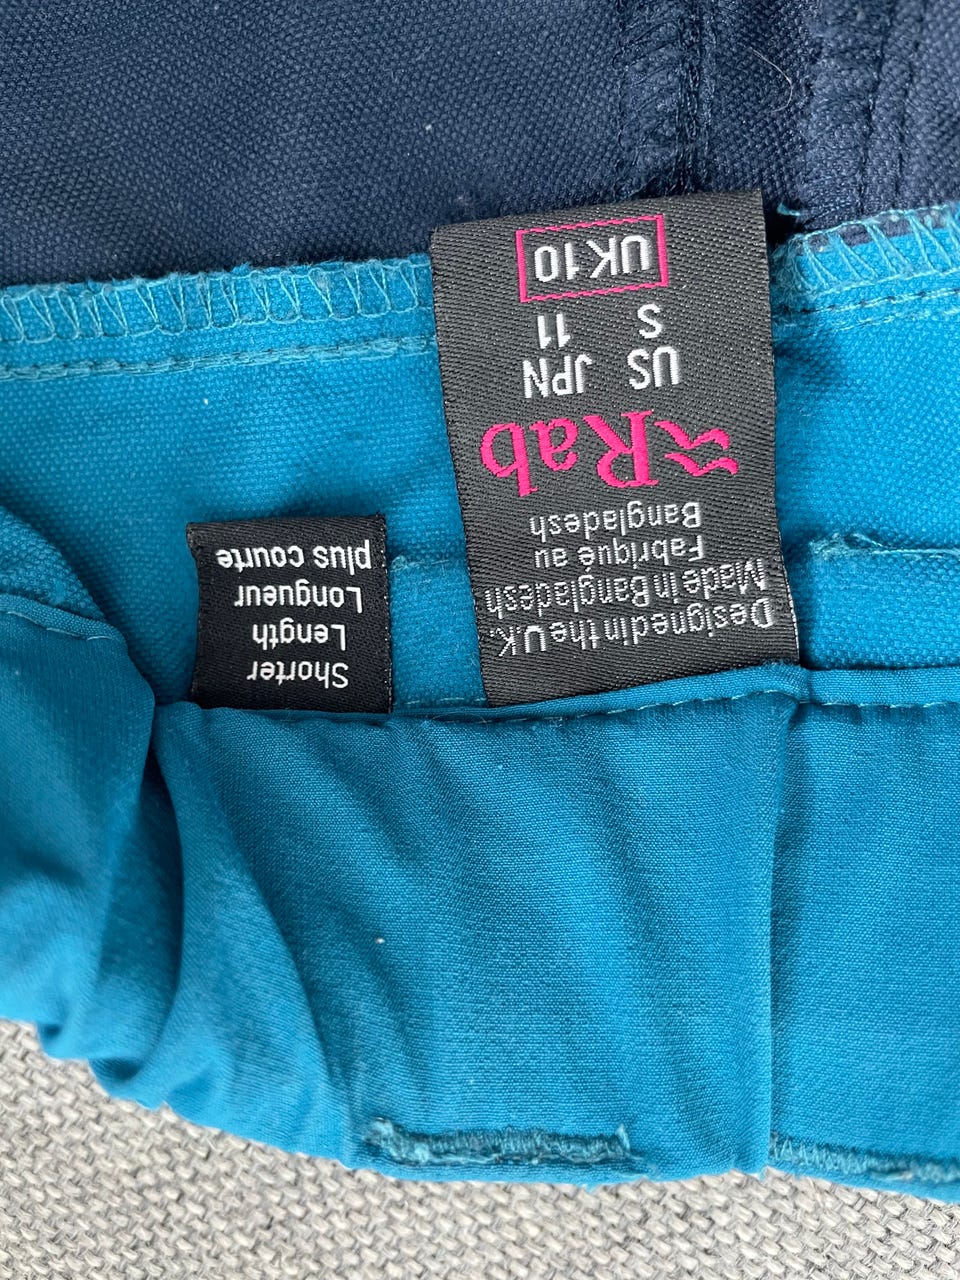 Designed in the U.K.
Made in Bangladesh
Fabriqué au
Bangladesh
Rab
US JPN
S 11
UK10
Shorter
Length
Longueur
plus courte